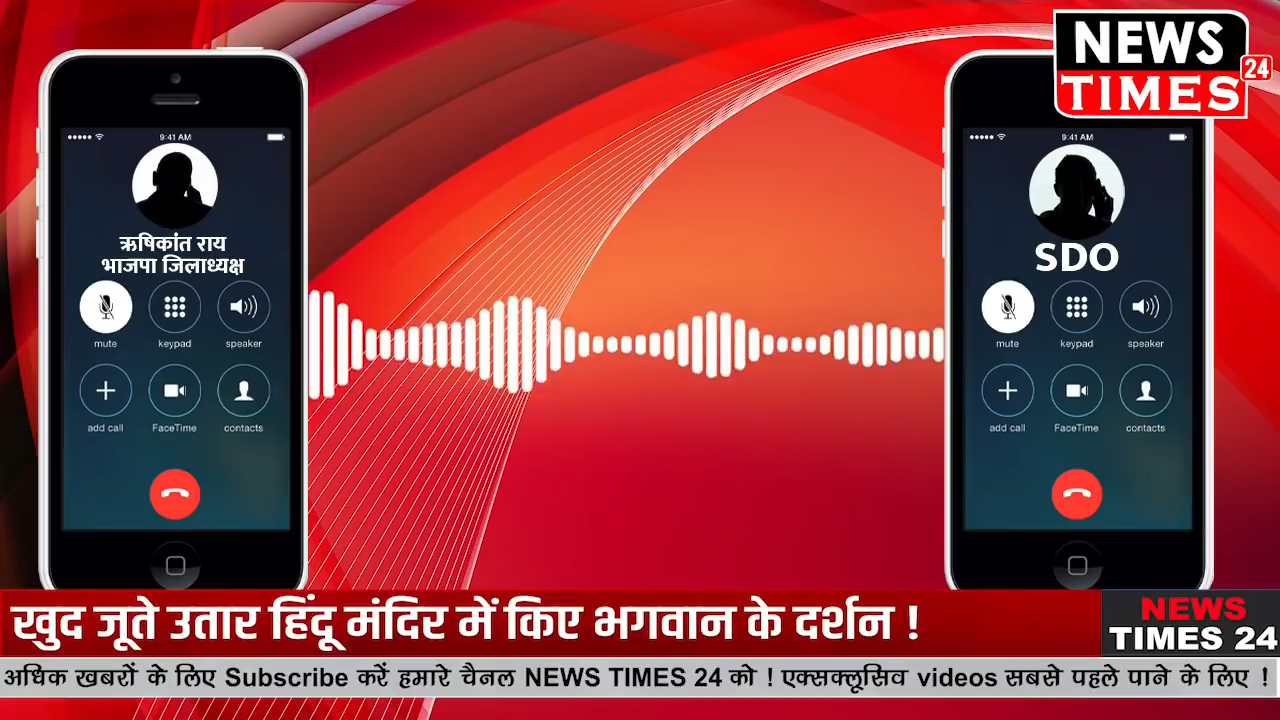 NEWS
24
TIMES
9:41 AM
ऋषिकांत राय
भाजपा जिलाध्यक्ष
mute keypad speaker
add call FaceTime contacts
9:41 AM
SDO
mute keypad speaker
add call FaceTime contacts
खुद जूते उतार हिंदू मंदिर में किए भगवान के दर्शन !
NEWS
TIMES 24
अधिक खबरों के लिए Subscribe करें हमारे चैनल NEWS TIMES 24 को ! एक्सक्लूसिव videos सबसे पहले पाने के लिए !